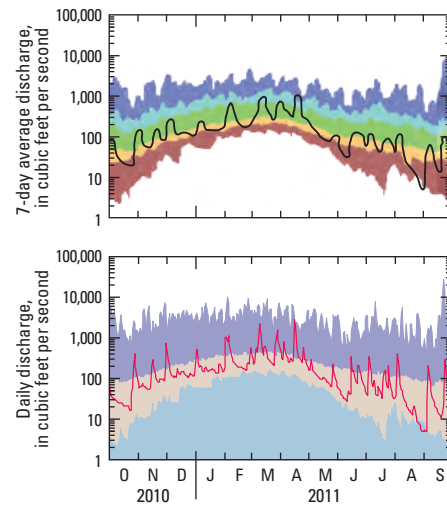 7-day average discharge,
in cubic feet per second
100,000
10,000
1,000
100
10
1
Daily discharge,
in cubic feet per second
100,000
10,000
1,000
100
10
1
O N D J F M A M J J A S
2010 2011